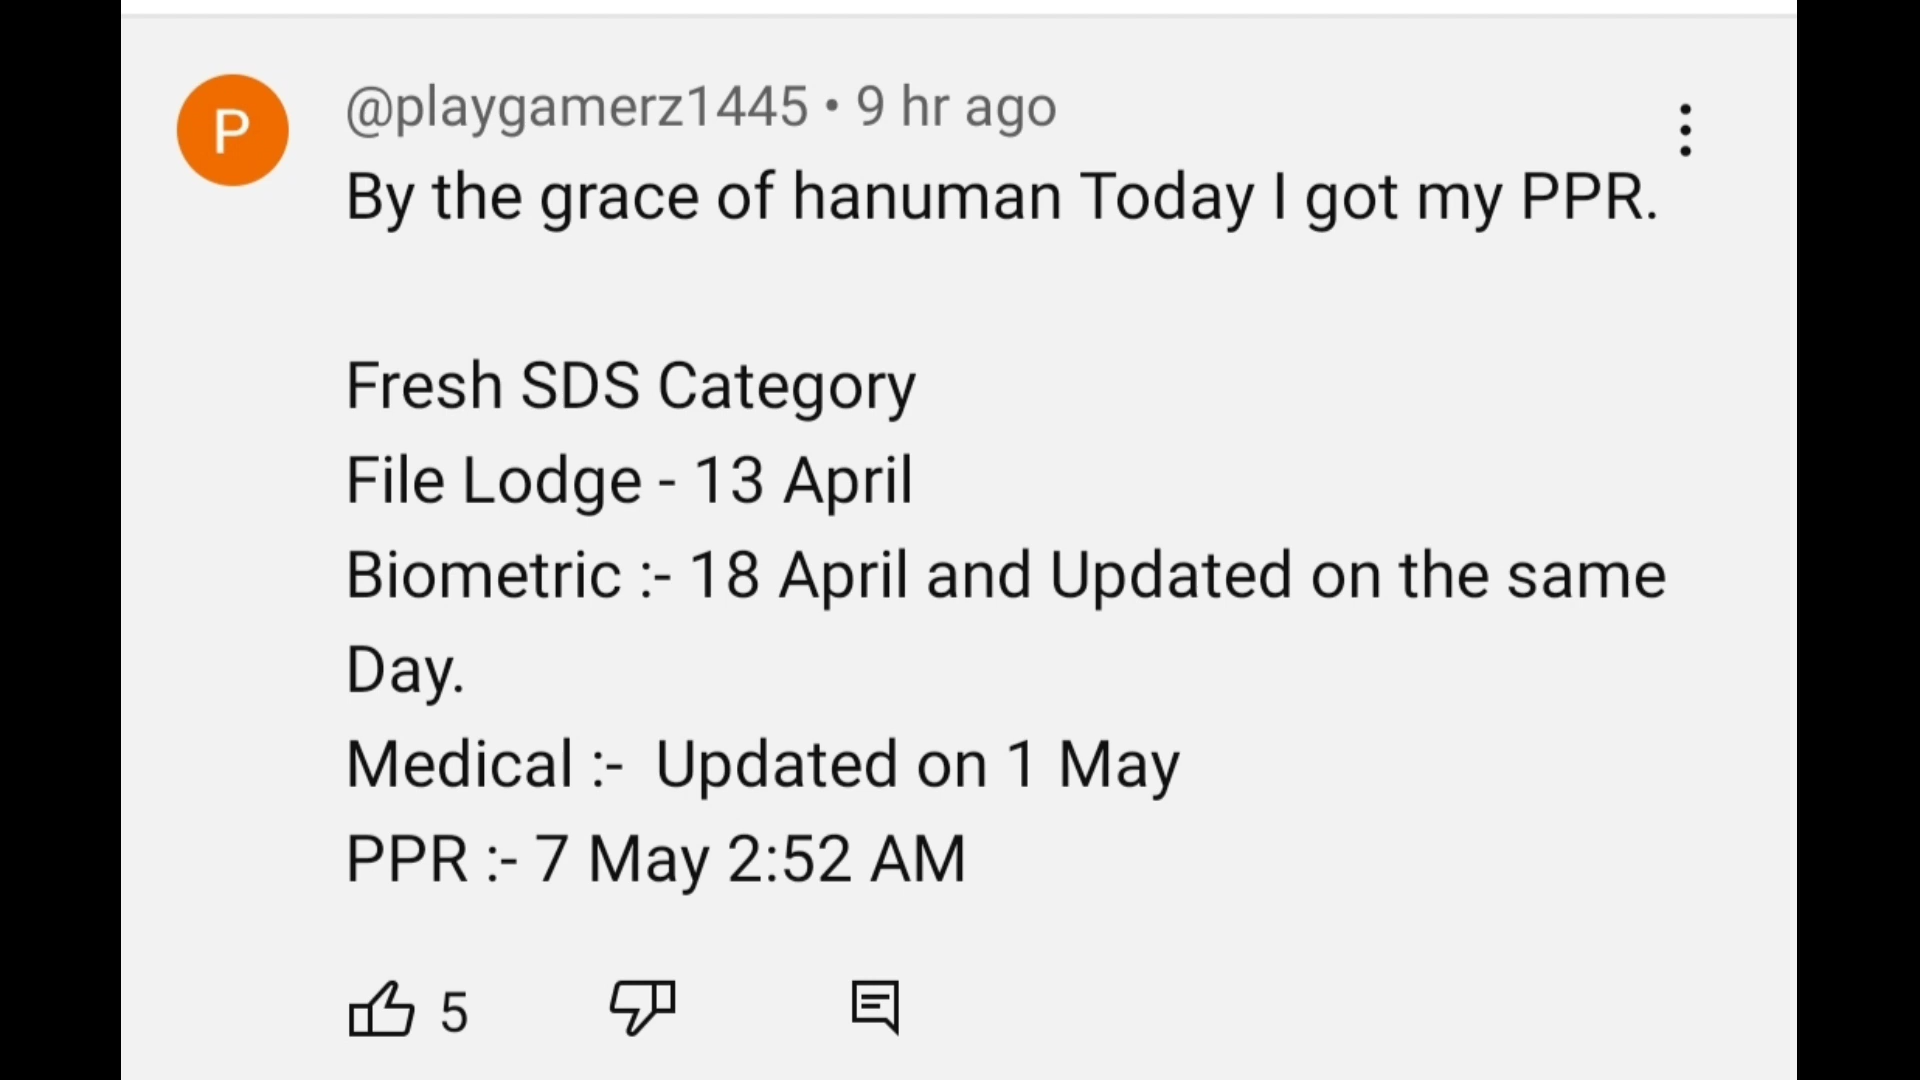 P
@playgamerz1445 • 9 hr ago
By the grace of hanuman Today I got my PPR.
Fresh SDS Category
File Lodge - 13 April
Biometric :- 18 April and Updated on the same
Day.
Medical :-  Updated on 1 May
PPR :- 7 May 2:52 AM
5